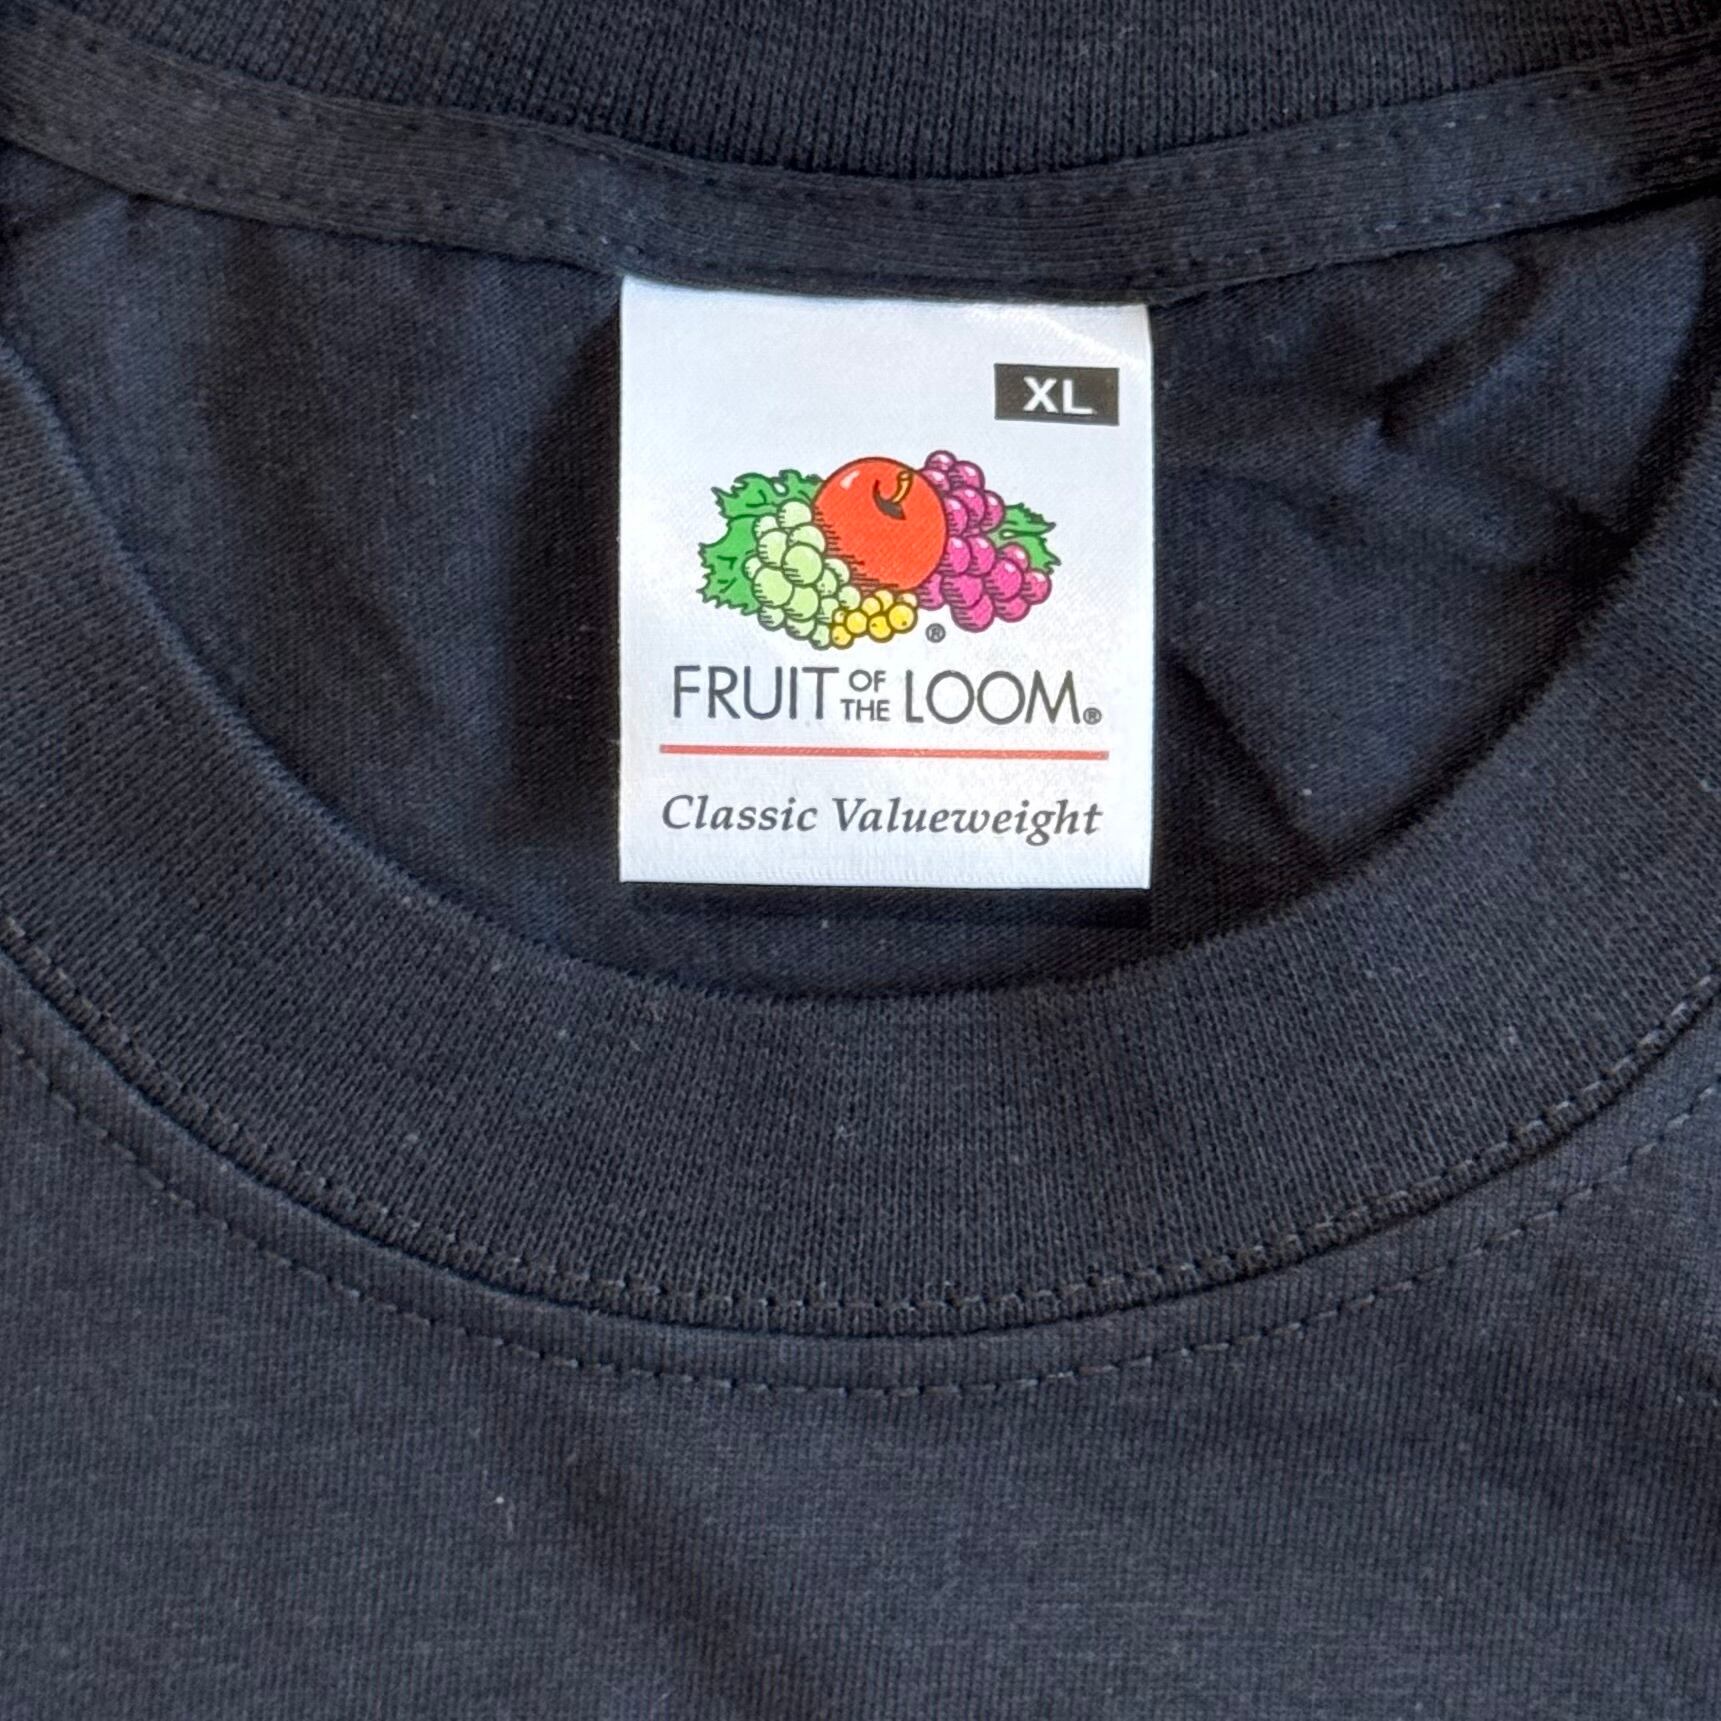 XL
®
FRUIT OF THE LOOM®
Classic Valueweight